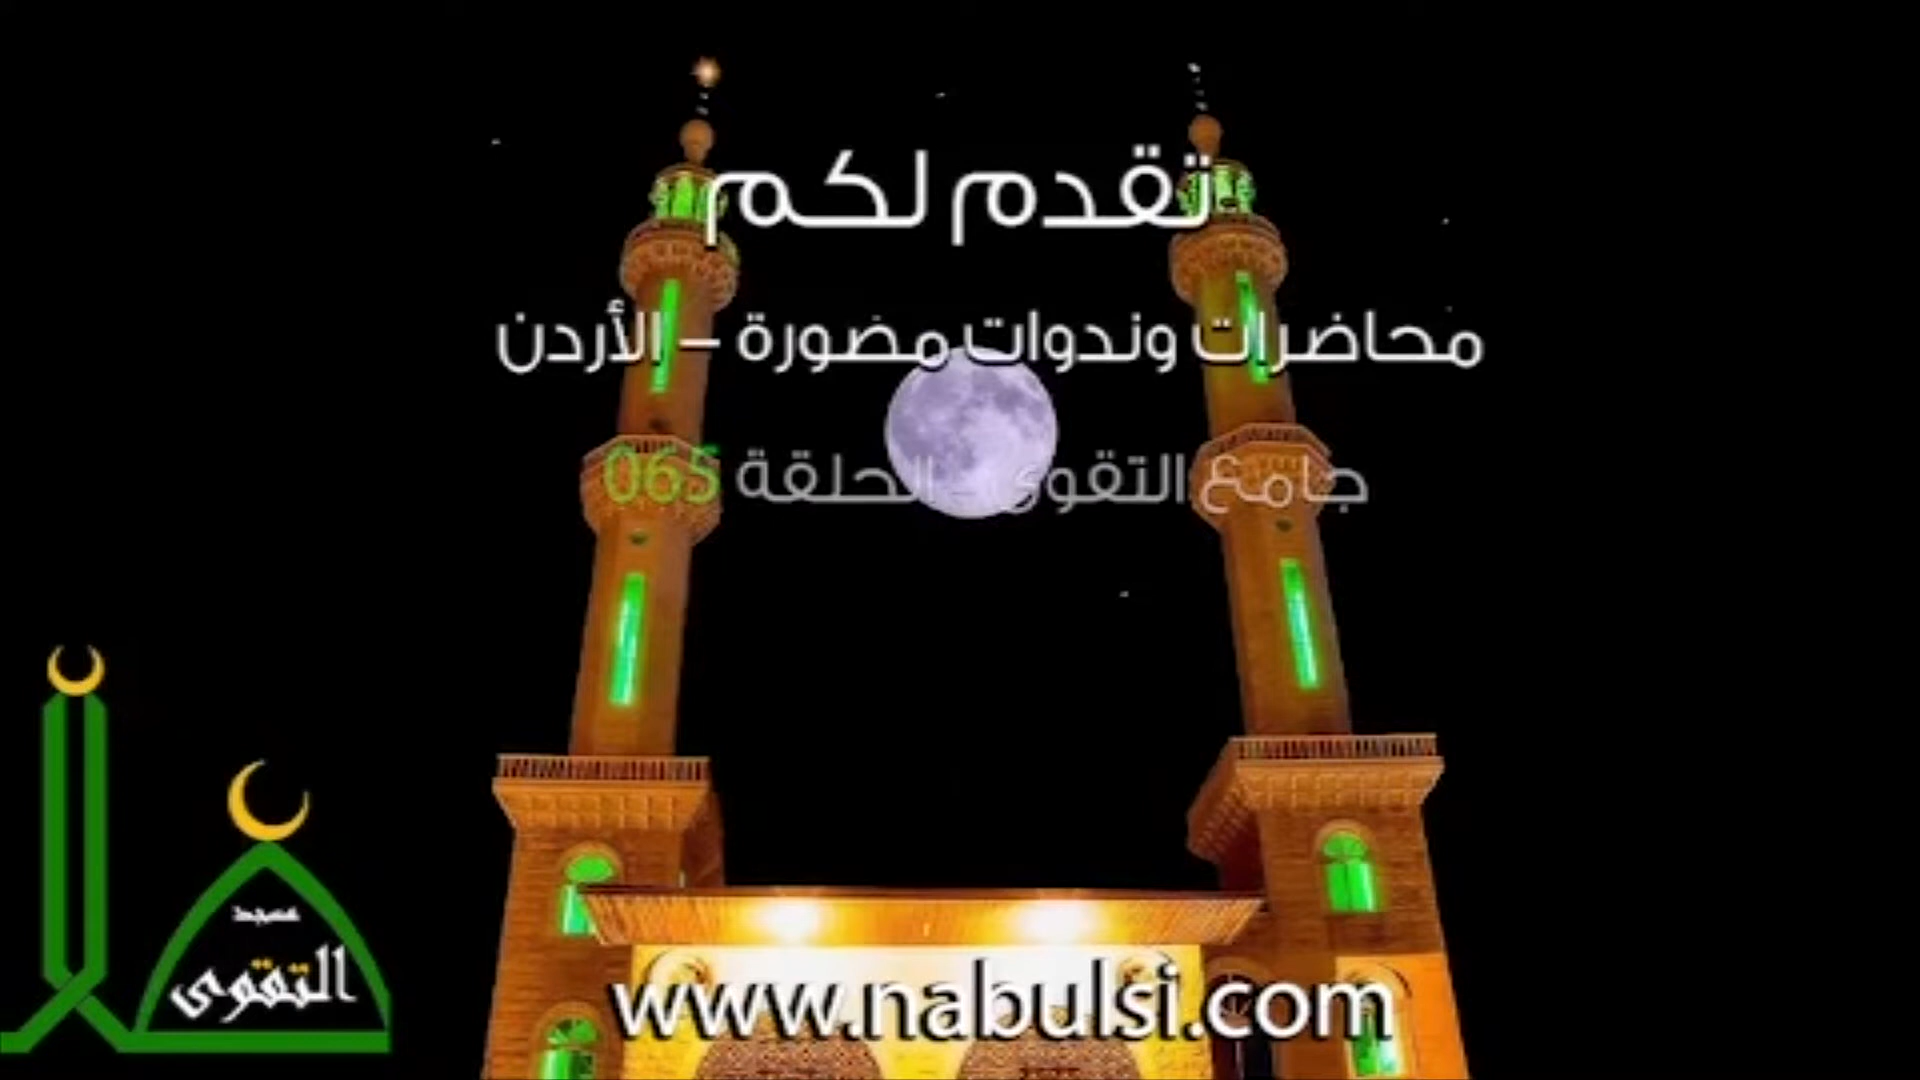 تقدم لكم
محاضرات وندوات مصورة – الأردن
جامع التقوى - الحلقة 065
مسجد
التقوى
www.nabulsi.com